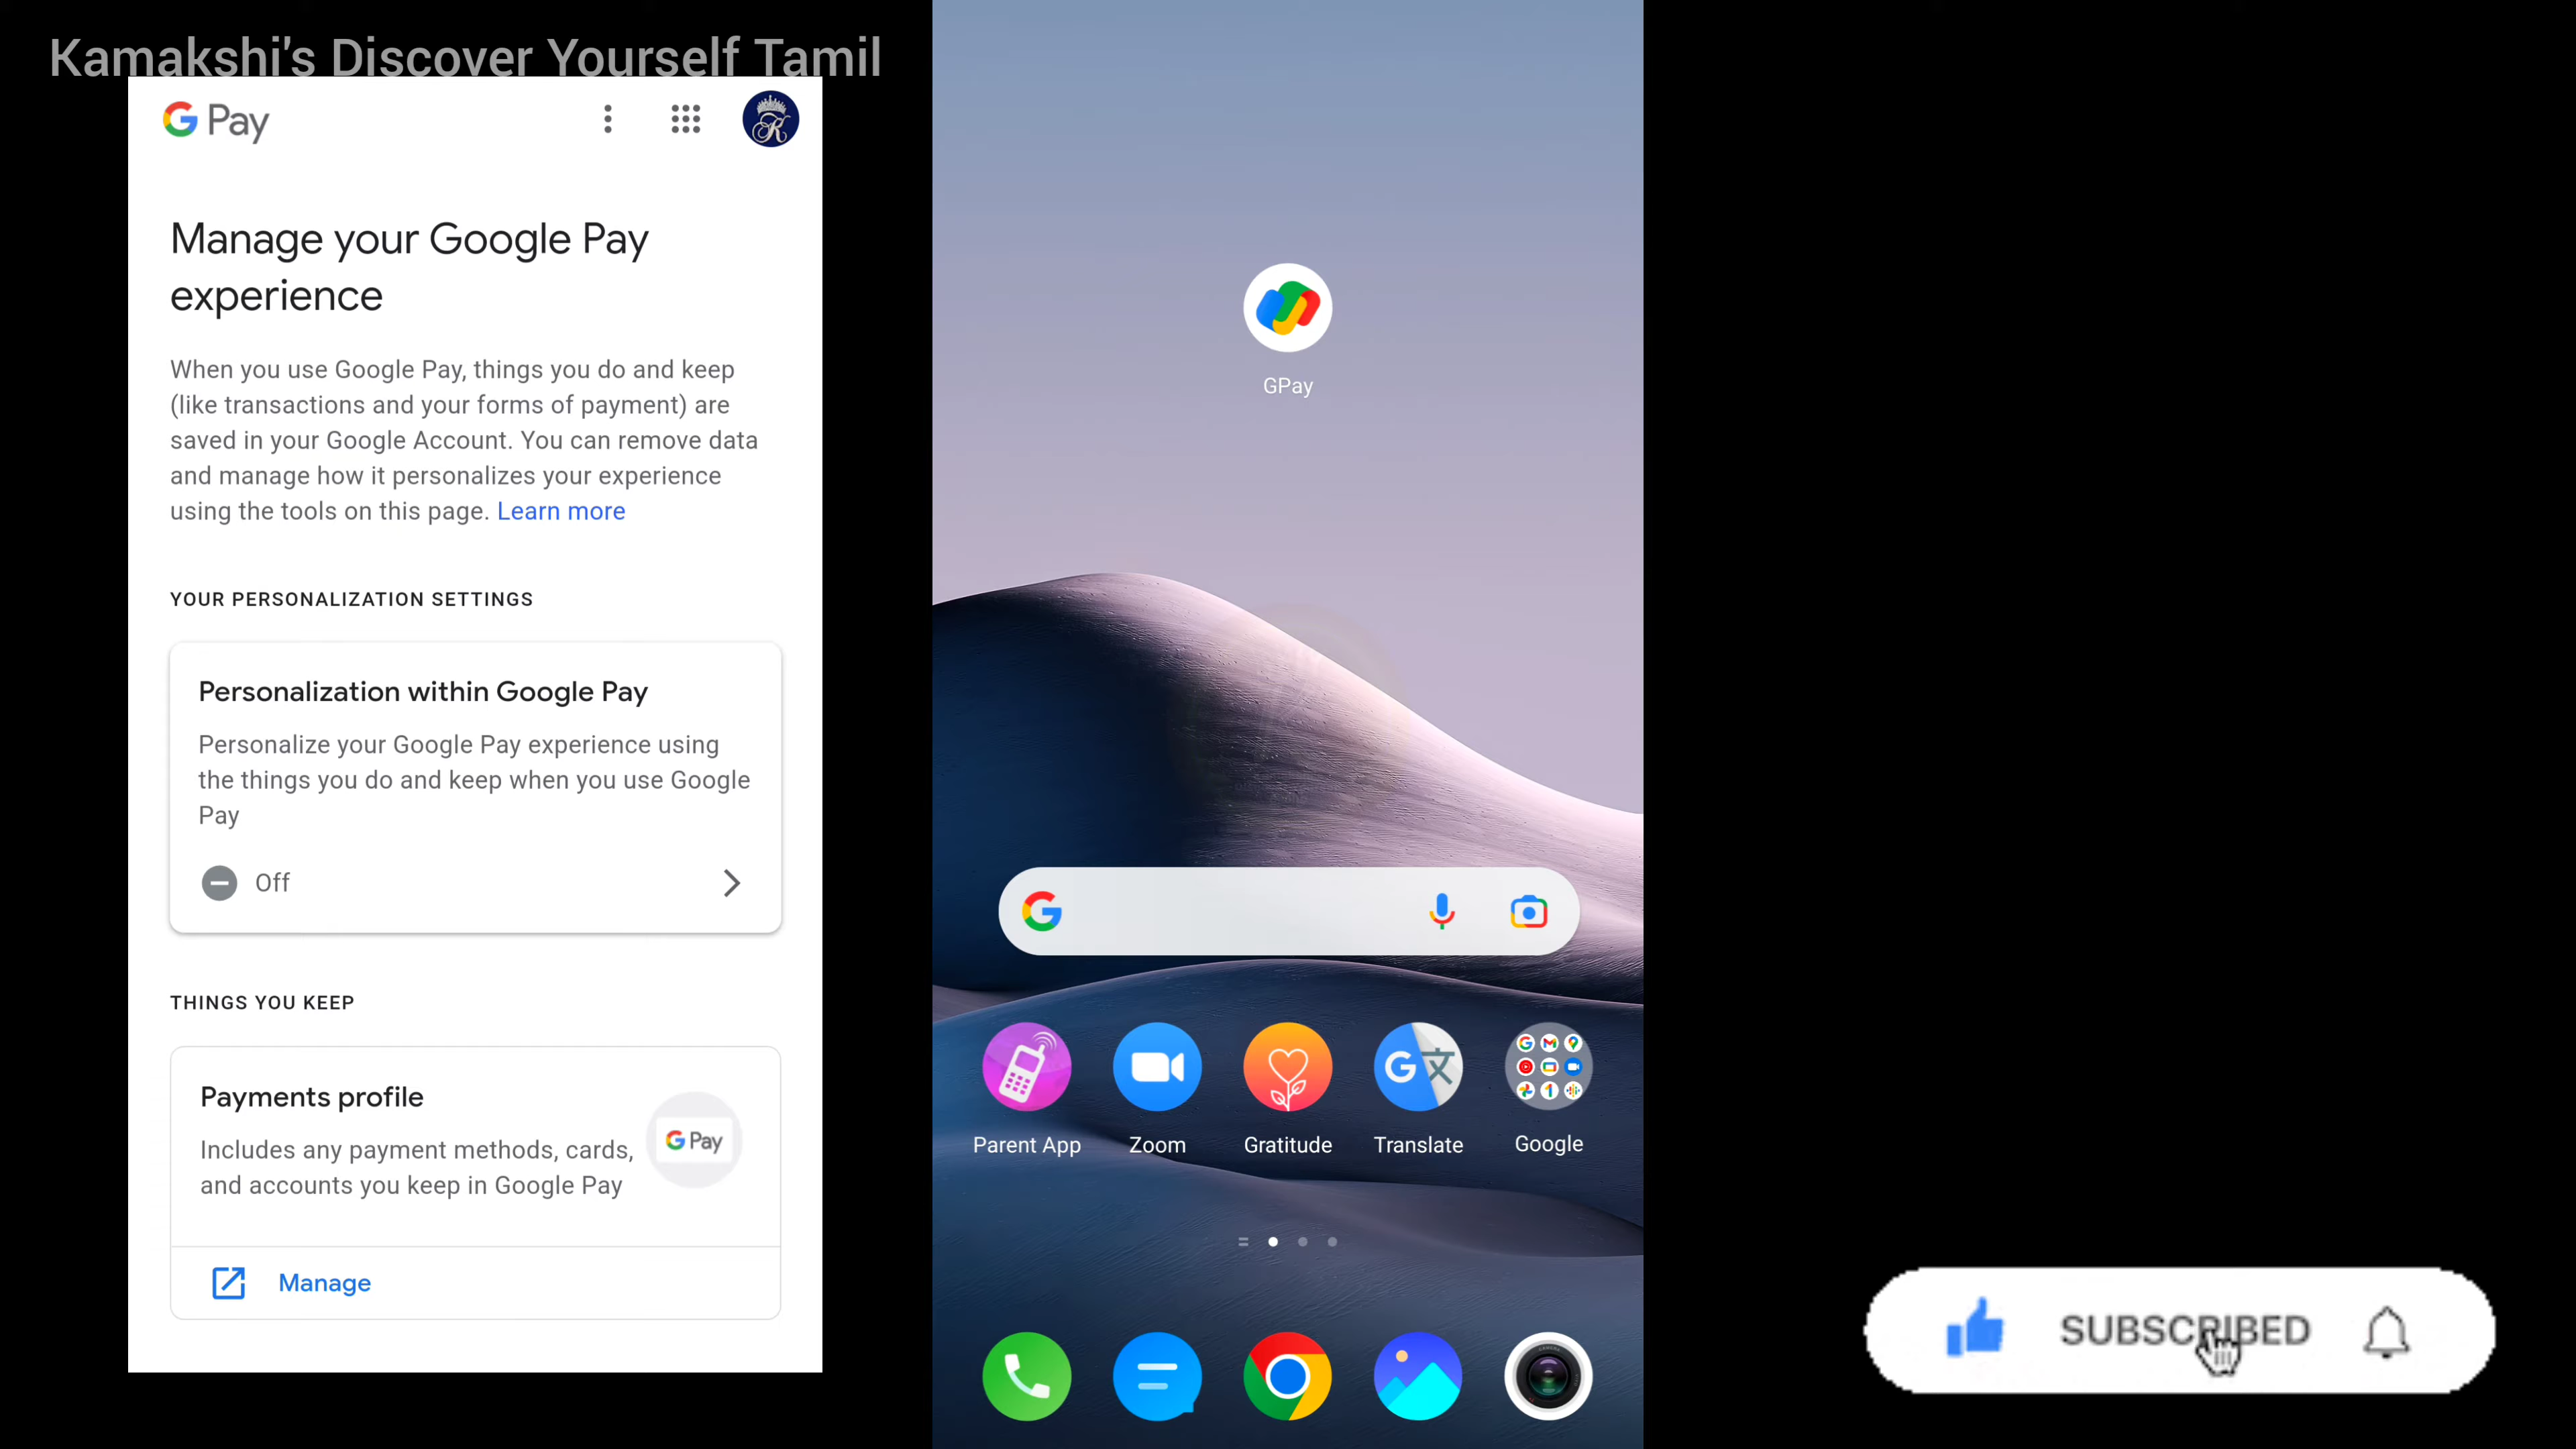 Kamakshi's Discover Yourself Tamil
G Pay
Manage your Google Pay
experience
When you use Google Pay, things you do and keep
(like transactions and your forms of payment) are
saved in your Google Account. You can remove data
and manage how it personalizes your experience
using the tools on this page. Learn more
YOUR PERSONALIZATION SETTINGS
Personalization within Google Pay
Personalize your Google Pay experience using
the things you do and keep when you use Google
Pay
Off
THINGS YOU KEEP
Payments profile
Includes any payment methods, cards,
and accounts you keep in Google Pay
G Pay
Manage
GPay
Parent App
Zoom
Gratitude
Translate
Google
SUBSCRIBED